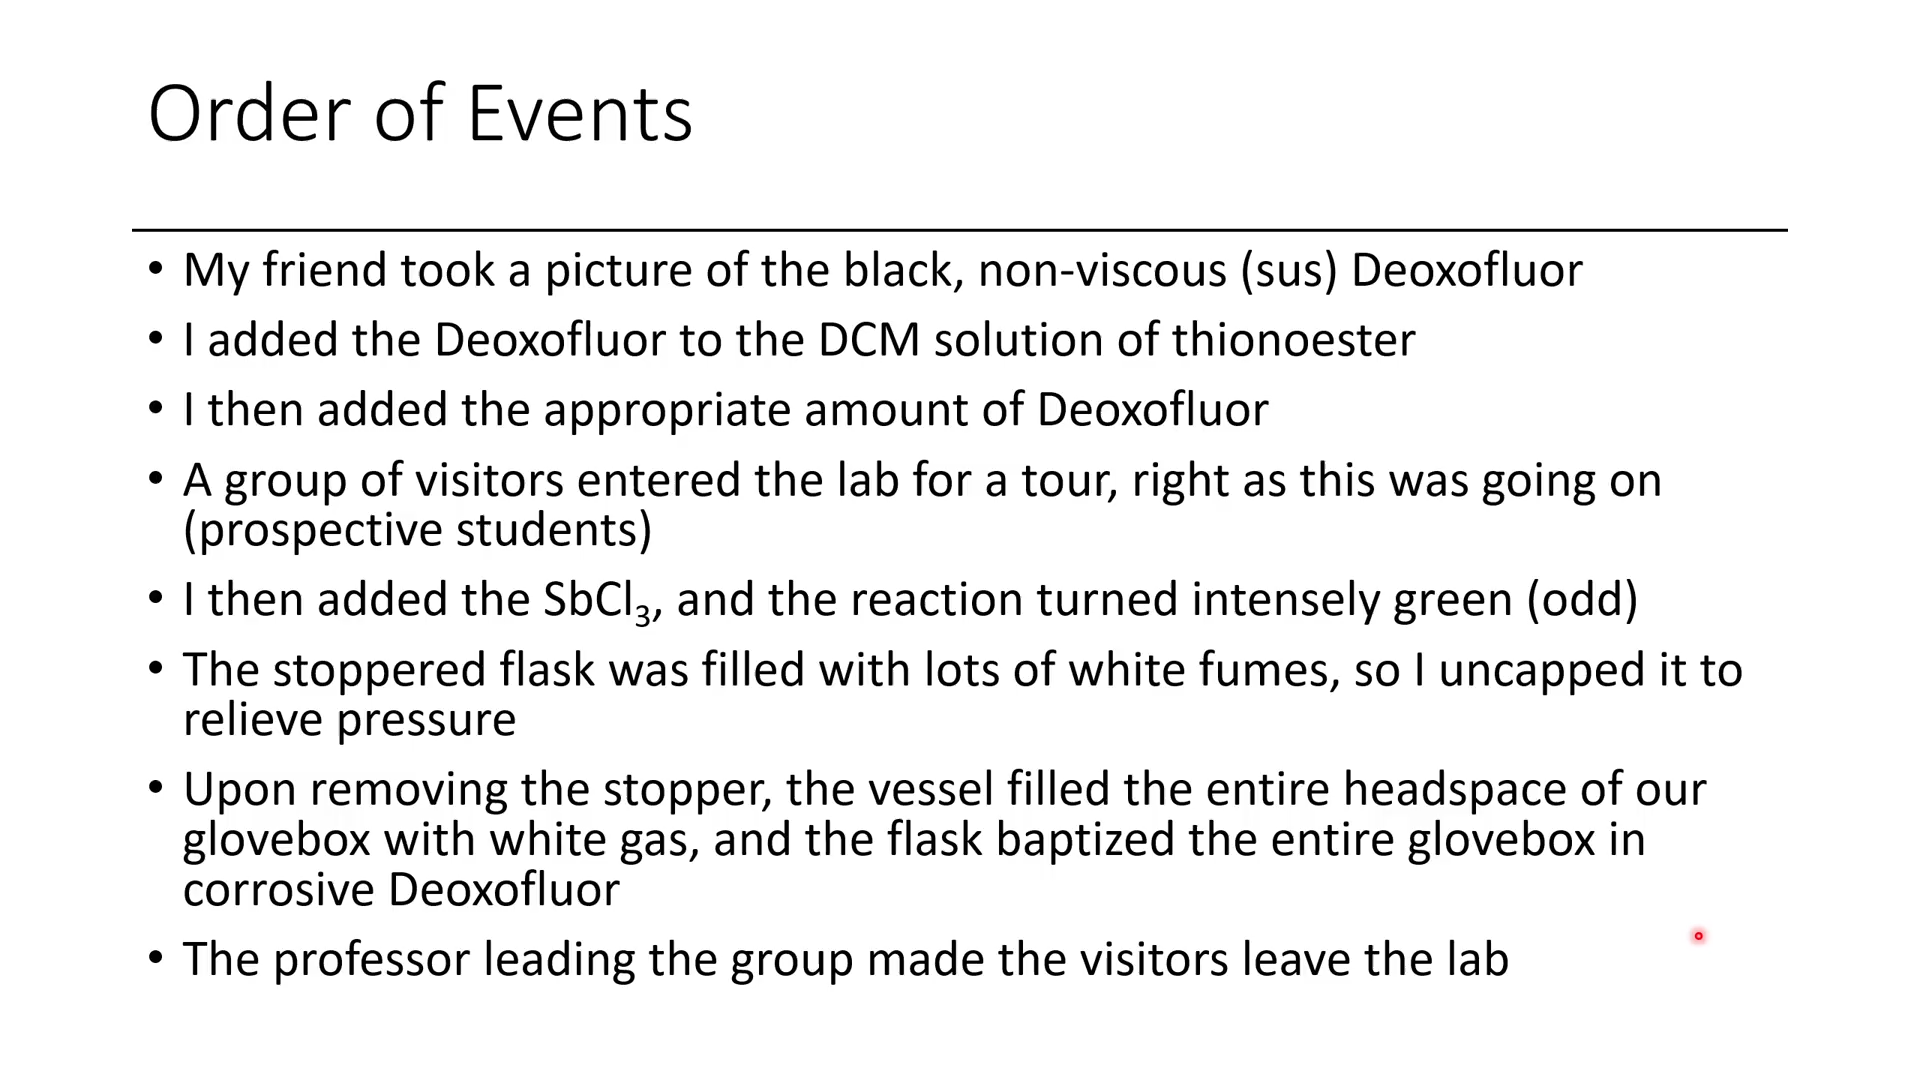 Order of Events
• My friend took a picture of the black, non-viscous (sus) Deoxofluor
• I added the Deoxofluor to the DCM solution of thionoester
• I then added the appropriate amount of Deoxofluor
• A group of visitors entered the lab for a tour, right as this was going on
(prospective students)
• I then added the SbCl₃, and the reaction turned intensely green (odd)
• The stoppered flask was filled with lots of white fumes, so I uncapped it to
relieve pressure
• Upon removing the stopper, the vessel filled the entire headspace of our
glovebox with white gas, and the flask baptized the entire glovebox in
corrosive Deoxofluor
• The professor leading the group made the visitors leave the lab